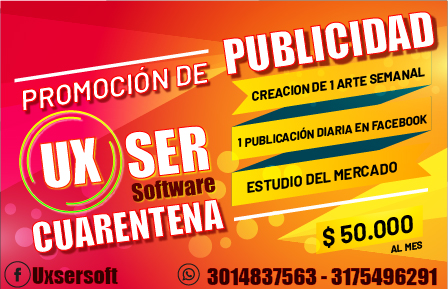 PROMOCIÓN DE
PUBLICIDAD
UX SER
Software
CUARENTENA
CREACION DE 1 ARTE SEMANAL
1 PUBLICACIÓN DIARIA EN FACEBOOK
ESTUDIO DEL MERCADO
$ 50.000
AL MES
f Uxsersoft
3014837563 - 3175496291